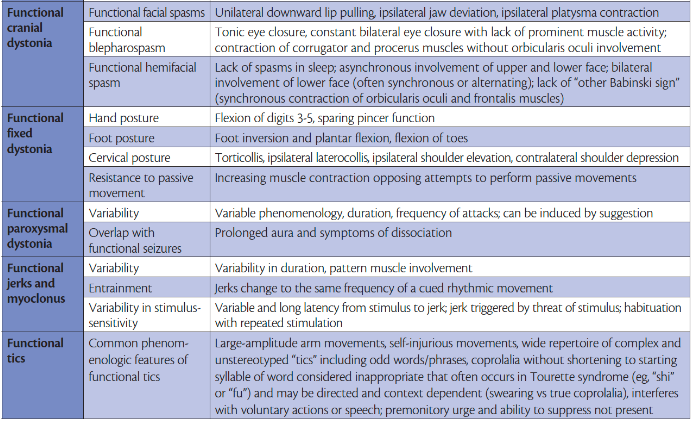 Functional cranial dystonia
Functional facial spasms
Unilateral downward lip pulling, ipsilateral jaw deviation, ipsilateral platysma contraction
Functional blepharospasm
Tonic eye closure, constant bilateral eye closure with lack of prominent muscle activity;
contraction of corrugator and procerus muscles without orbicularis oculi involvement
Functional hemifacial spasm
Lack of spasms in sleep; asynchronous involvement of upper and lower face; bilateral
involvement of lower face (often synchronous or alternating); lack of “other Babinski sign”
(synchronous contraction of orbicularis oculi and frontalis muscles)
Functional fixed dystonia
Hand posture
Flexion of digits 3-5, sparing pincer function
Foot posture
Foot inversion and plantar flexion, flexion of toes
Cervical posture
Torticollis, ipsilateral laterocollis, ipsilateral shoulder elevation, contralateral shoulder depression
Resistance to passive movement
Increasing muscle contraction opposing attempts to perform passive movements
Functional paroxysmal dystonia
Variability
Variable phenomenology, duration, frequency of attacks; can be induced by suggestion
Overlap with functional seizures
Prolonged aura and symptoms of dissociation
Functional jerks and myoclonus
Variability
Variability in duration, pattern muscle involvement
Entrainment
Jerks change to the same frequency of a cued rhythmic movement
Variability in stimulus-sensitivity
Variable and long latency from stimulus to jerk; jerk triggered by threat of stimulus; habituation
with repeated stimulation
Functional tics
Common phenom-
enologic features of
functional tics
Large-amplitude arm movements, self-injurious movements, wide repertoire of complex and
unstereotyped “tics” including odd words/phrases, coprolalia without shortening to starting
syllable of word considered inappropriate that often occurs in Tourette syndrome (eg, “shi”
or “fu”) and may be directed and context dependent (swearing vs true coprolalia), interferes
with voluntary actions or speech; premonitory urge and ability to suppress not present